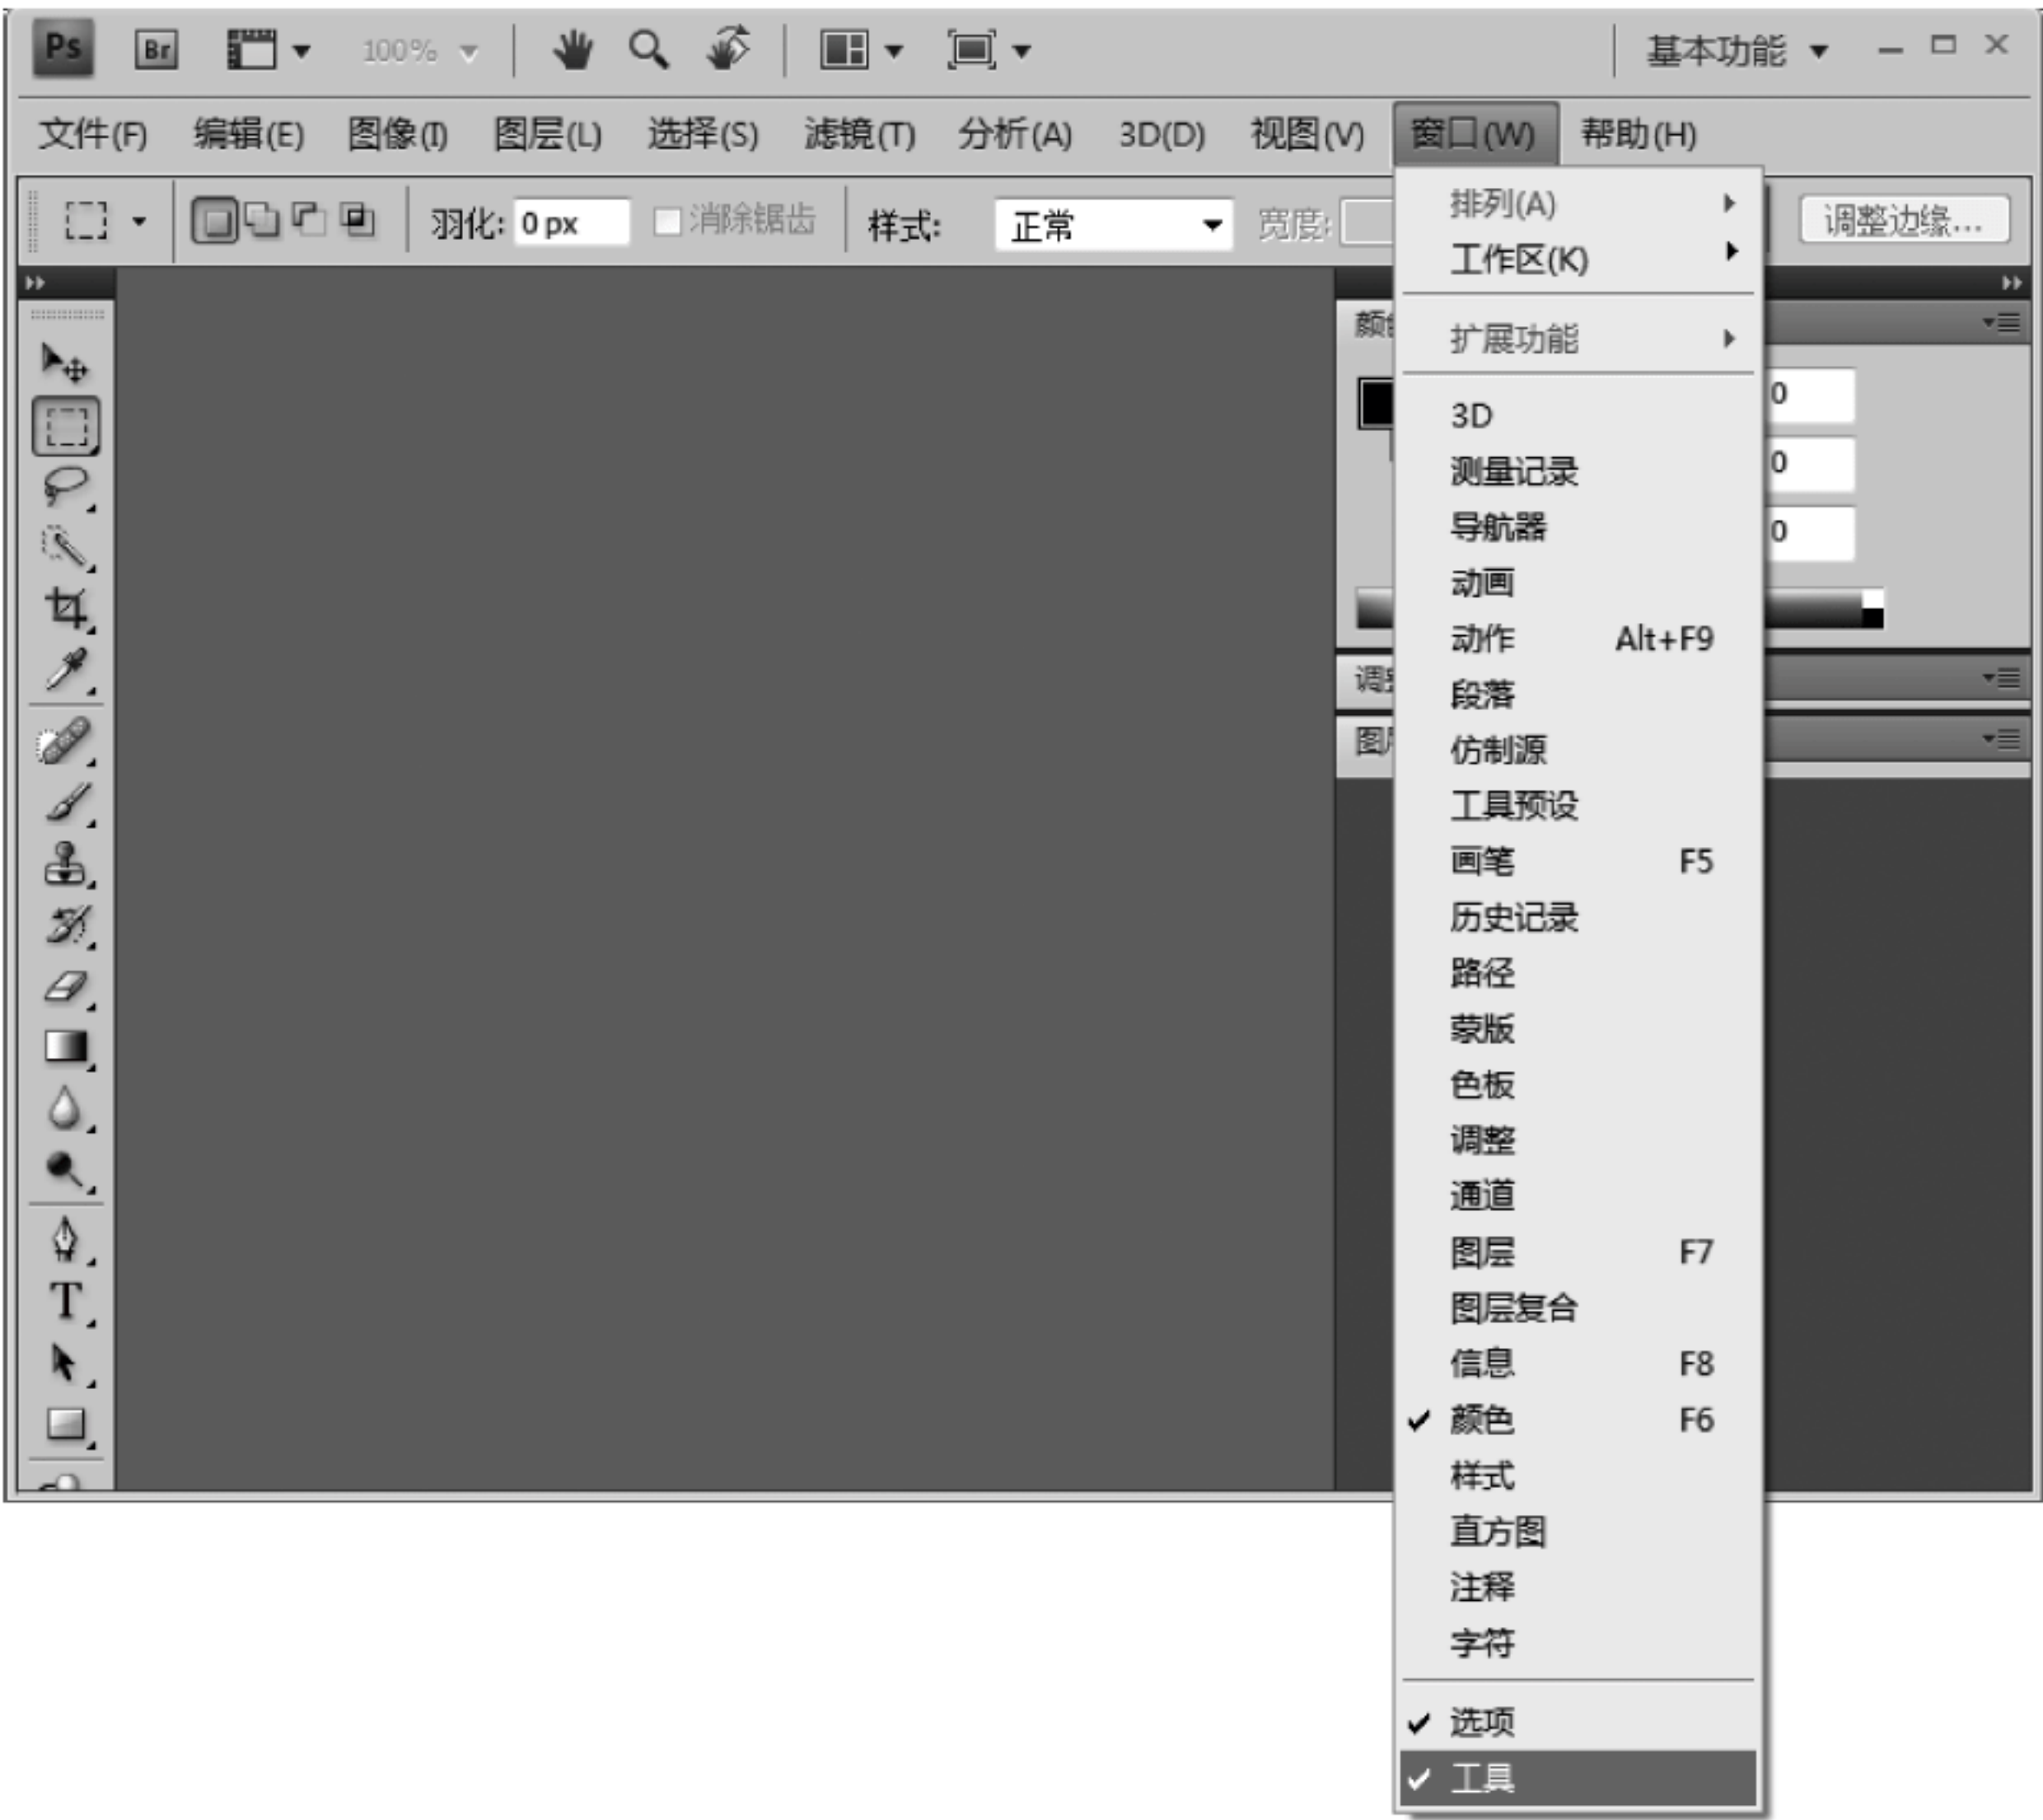 Ps Br 100% 基本功能
文件(F) 编辑(E) 图像(I) 图层(L) 选择(S) 滤镜(T) 分析(A) 3D(D) 视图(V) 窗口(W) 帮助(H)
羽化: 0 px 消除锯齿 样式: 正常 宽度: 调整边缘...
排列(A)
工作区(K)
扩展功能
3D
测量记录
导航器
动画
动作 Alt+F9
段落
仿制源
工具预设
画笔 F5
历史记录
路径
蒙版
色板
调整
通道
图层 F7
图层复合
信息 F8
颜色 F6
样式
直方图
注释
字符
选项
工具
颜
0
0
0
调
图
T